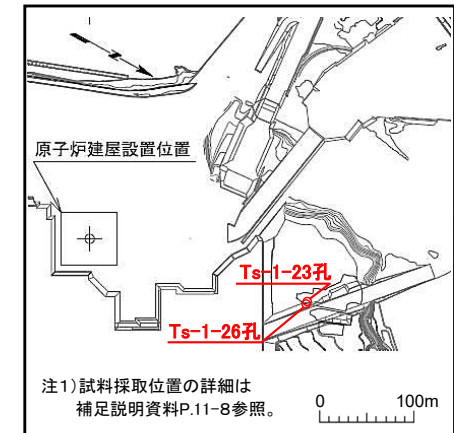 N
原子炉建屋設置位置
Ts-1-23孔
Ts-1-26孔
注1)試料採取位置の詳細は
補足説明資料P.11-8参照。
0 100m